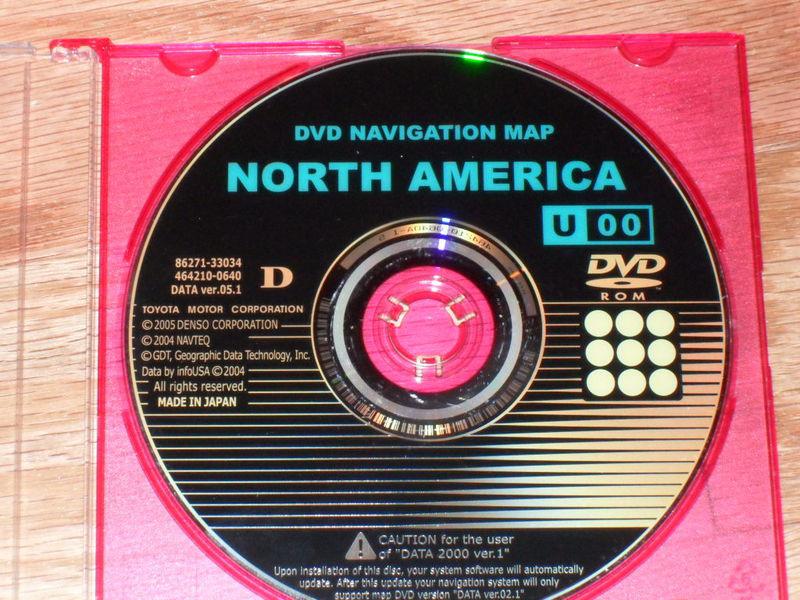 DVD NAVIGATION MAP
NORTH AMERICA
U 00
86271-33034
464210-0640
DATA ver.05.1
D
DVD
ROM
TOYOTA MOTOR CORPORATION
© 2005 DENSO CORPORATION
© 2004 NAVTEQ
© GDT, Geographic Data Technology, Inc.
Data by infoUSA © 2004
All rights reserved.
MADE IN JAPAN
CAUTION for the user
of "DATA 2000 ver.1"
Upon installation of this disc, your system software will automatically
update. After this update your navigation system will only
support map DVD version "DATA ver.02.1"